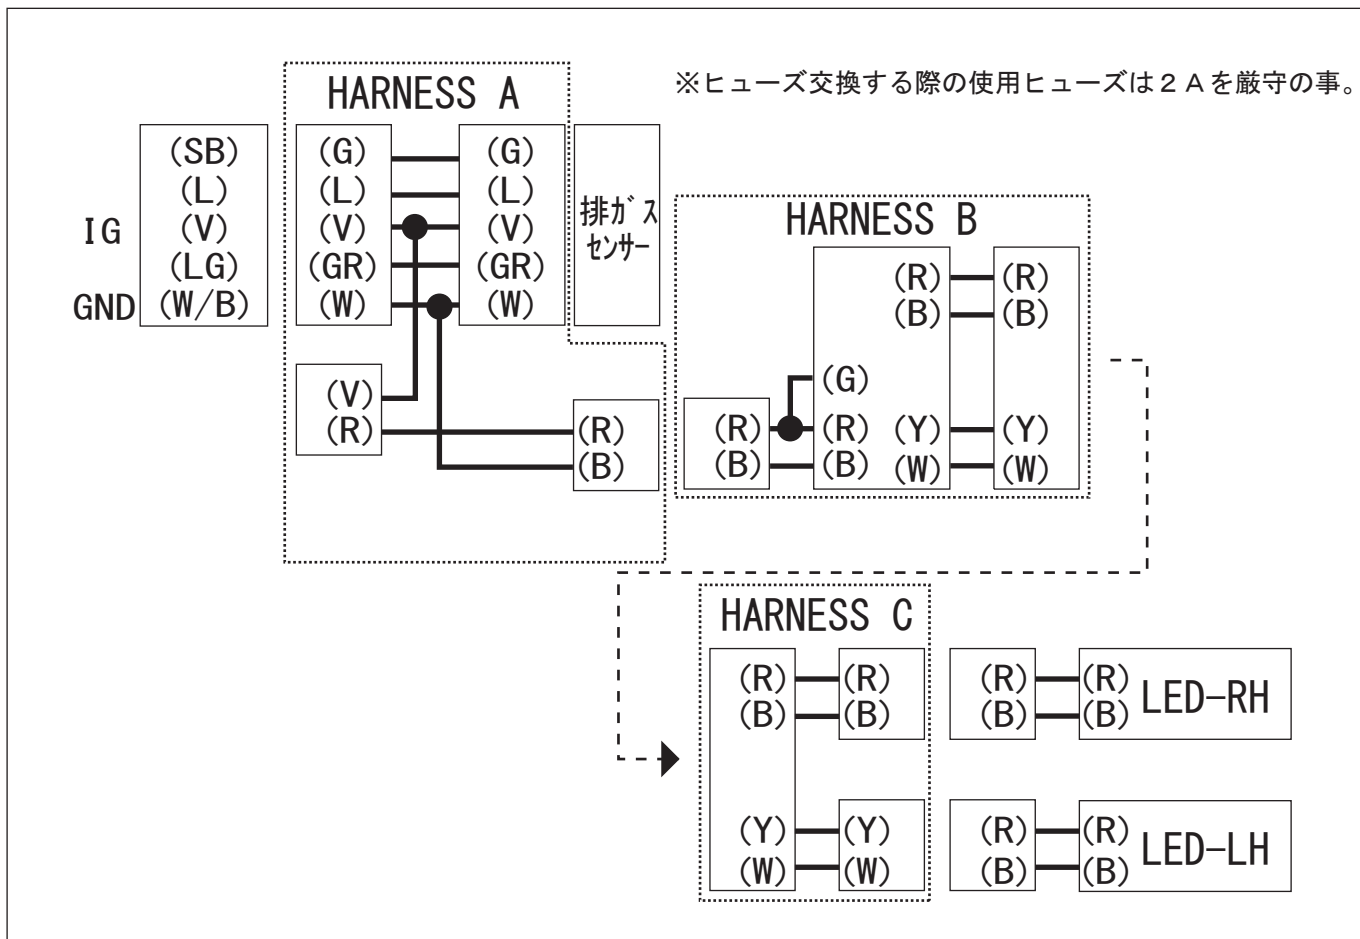 ※ヒューズ交換する際の使用ヒューズは２Ａを厳守の事。
HARNESS A
(SB)
(L)
IG (V)
(LG)
GND (W/B)
(G) (G)
(L) (L)
(V) (V)
(GR) (GR)
(W) (W)
排ガス
センサー
(V)
(R) (R)
(B)
HARNESS B
(R) (R)
(B) (B)
(G)
(R) (R) (Y) (Y)
(B) (B) (W) (W)
HARNESS C
(R) (R)
(B) (B)
(Y) (Y)
(W) (W)
(R) (R)
(B) (B)
LED-RH
(R) (R)
(B) (B)
LED-LH